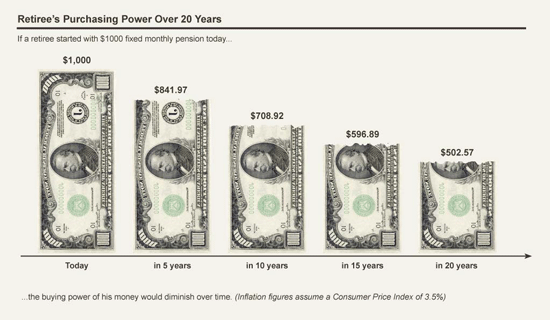 Retiree's Purchasing Power Over 20 Years
If a retiree started with $1000 fixed monthly pension today...
$1,000
$841.97
$708.92
$596.89
$502.57
Today
in 5 years
in 10 years
in 15 years
in 20 years
...the buying power of his money would diminish over time. (Inflation figures assume a Consumer Price Index of 3.5%)